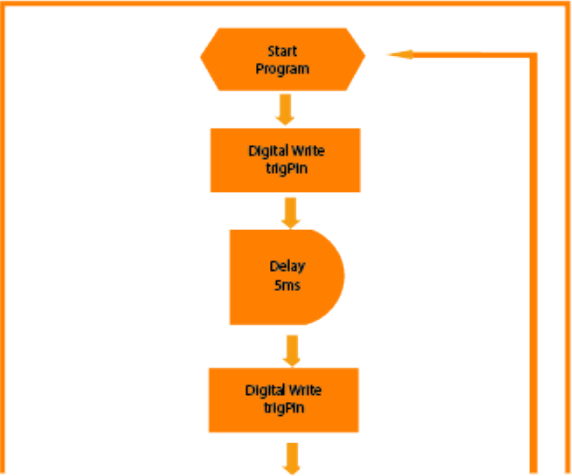 Start
Program
Digital Write
trigPin
Delay
5ms
Digital Write
trigPin